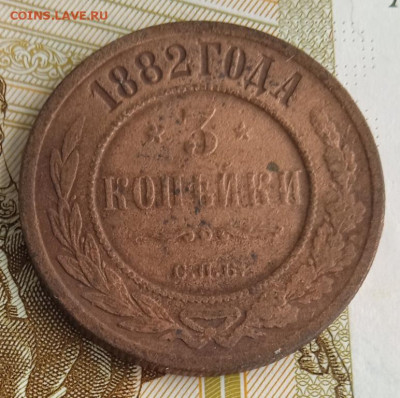 COINS.LAVE.RU
1882 ГОДА
3
КОПѢЙКИ
С.П.Б.